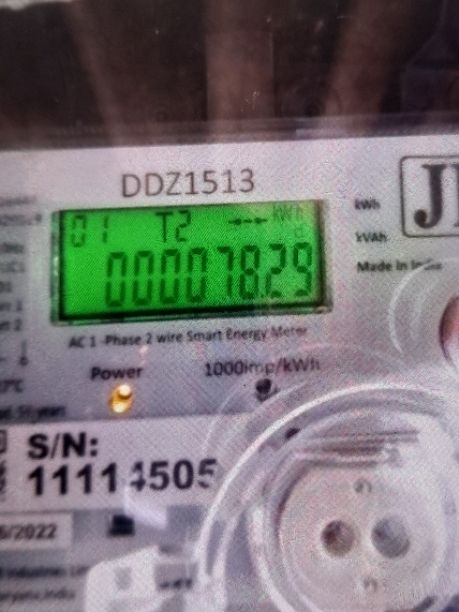 DDZ1513
01 T2 kWh
00007829
kWh
kVAh
Made in India
AC 1 -Phase 2 wire Smart Energy Meter
Power 1000imp/kWh
S/N:
11114505
/2022